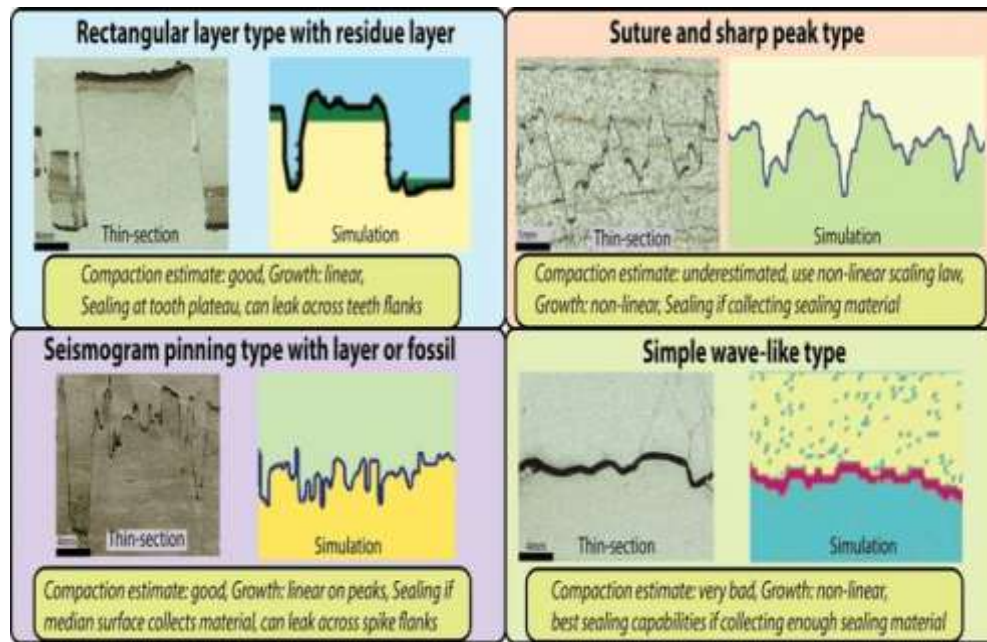 Rectangular layer type with residue layer
Thin-section
Simulation
4mm
Compaction estimate: good, Growth: linear,
Sealing at tooth plateau, can leak across teeth flanks
Suture and sharp peak type
Thin-section
Simulation
1mm
Compaction estimate: underestimated, use non-linear scaling law,
Growth: non-linear, Sealing if collecting sealing material
Seismogram pinning type with layer or fossil
Thin-section
Simulation
4mm
Compaction estimate: good, Growth: linear on peaks, Sealing if
median surface collects material, can leak across spike flanks
Simple wave-like type
Thin-section
Simulation
4mm
Compaction estimate: very bad, Growth: non-linear,
best sealing capabilities if collecting enough sealing material